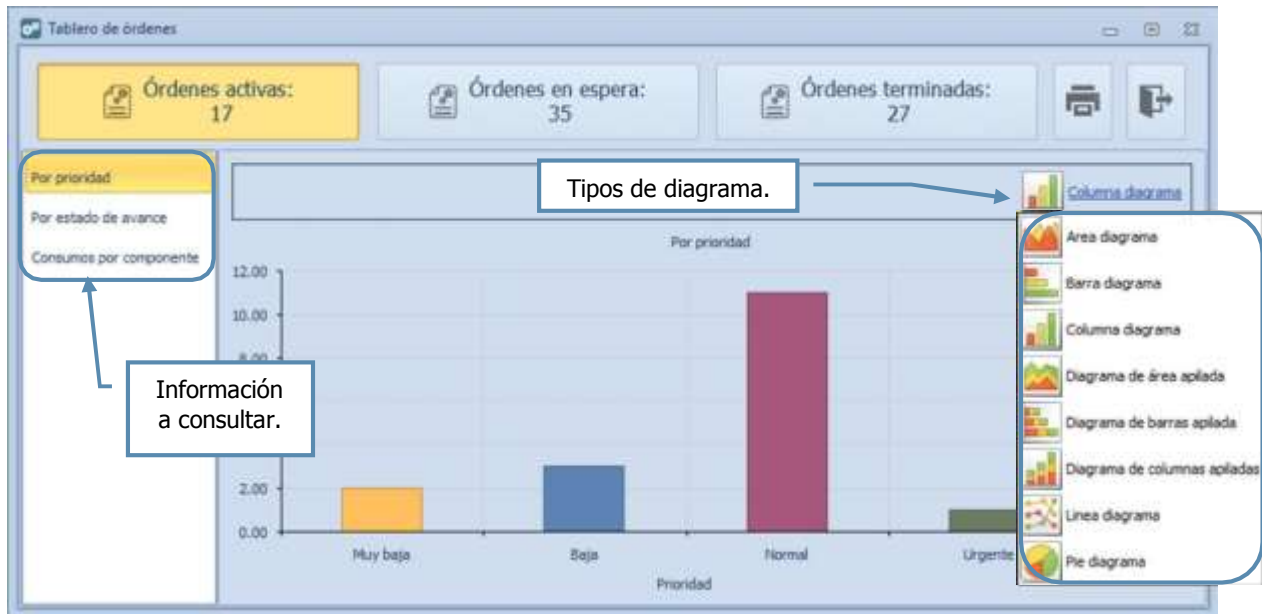 Tablero de órdenes
Órdenes activas:
17
Órdenes en espera:
35
Órdenes terminadas:
27
Por prioridad
Por estado de avance
Consumos por componente
Tipos de diagrama.
Columna diagrama
Area diagrama
Barra diagrama
Columna diagrama
Diagrama de área apilada
Diagrama de barras apilada
Diagrama de columnas apiladas
Linea diagrama
Pie diagrama
Información
a consultar.
Por prioridad
12.00
10.00
8.00
2.00
0.00
Muy baja
Baja
Normal
Urgente
Prioridad